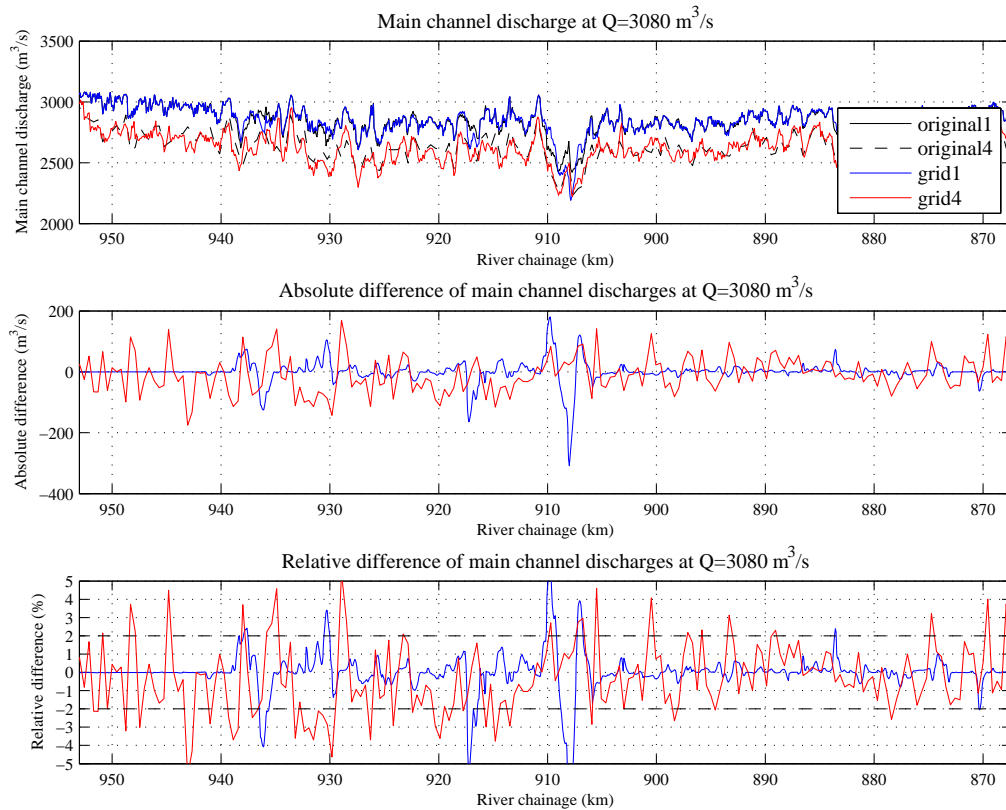 Main channel discharge at Q=3080 m³/s
Main channel discharge (m³/s)
3500
3000
2500
2000
original1
original4
grid1
grid4
950 940 930 920 910 900 890 880 870
River chainage (km)
Absolute difference of main channel discharges at Q=3080 m³/s
Absolute difference (m³/s)
200
0
−200
−400
950 940 930 920 910 900 890 880 870
River chainage (km)
Relative difference of main channel discharges at Q=3080 m³/s
Relative difference (%)
5
4
3
2
1
0
−1
−2
−3
−4
5
950 940 930 920 910 900 890 880 870
River chainage (km)